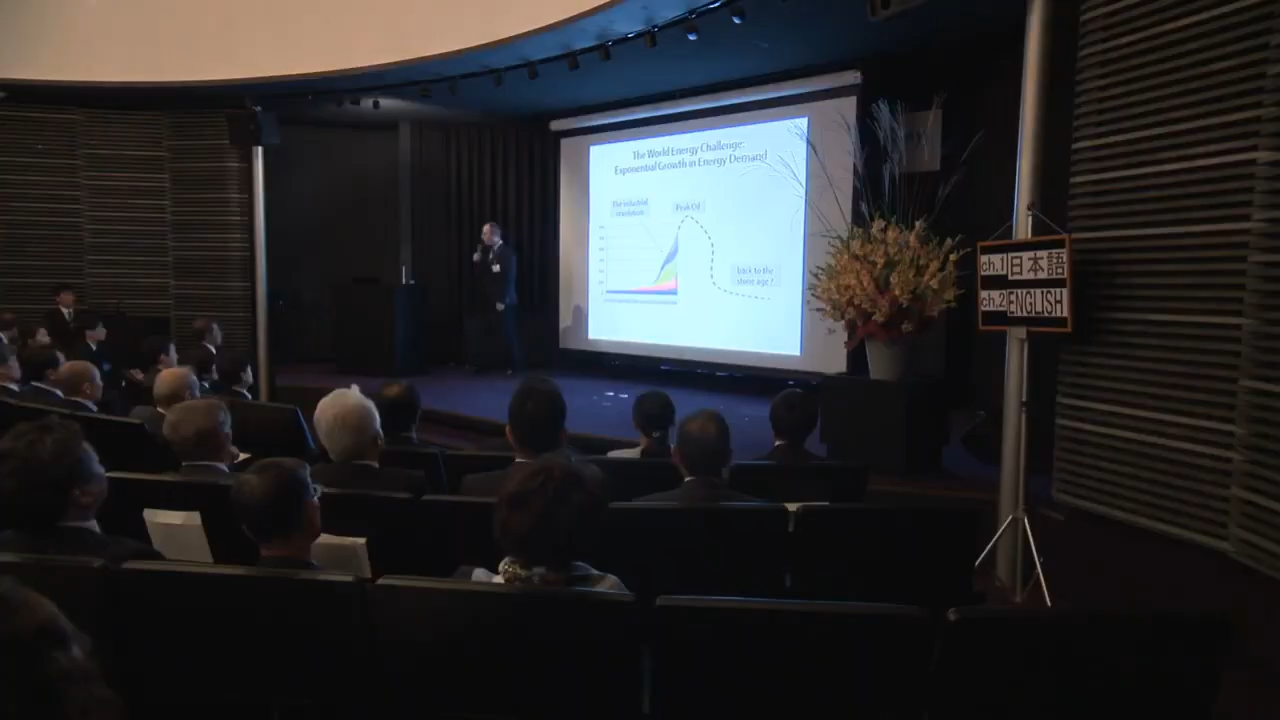 The World Energy Challenge:
Exponential Growth in Energy Demand
The industrial
revolution
Peak Oil
back to the
stone age ?
ch.1 日本語
ch.2 ENGLISH